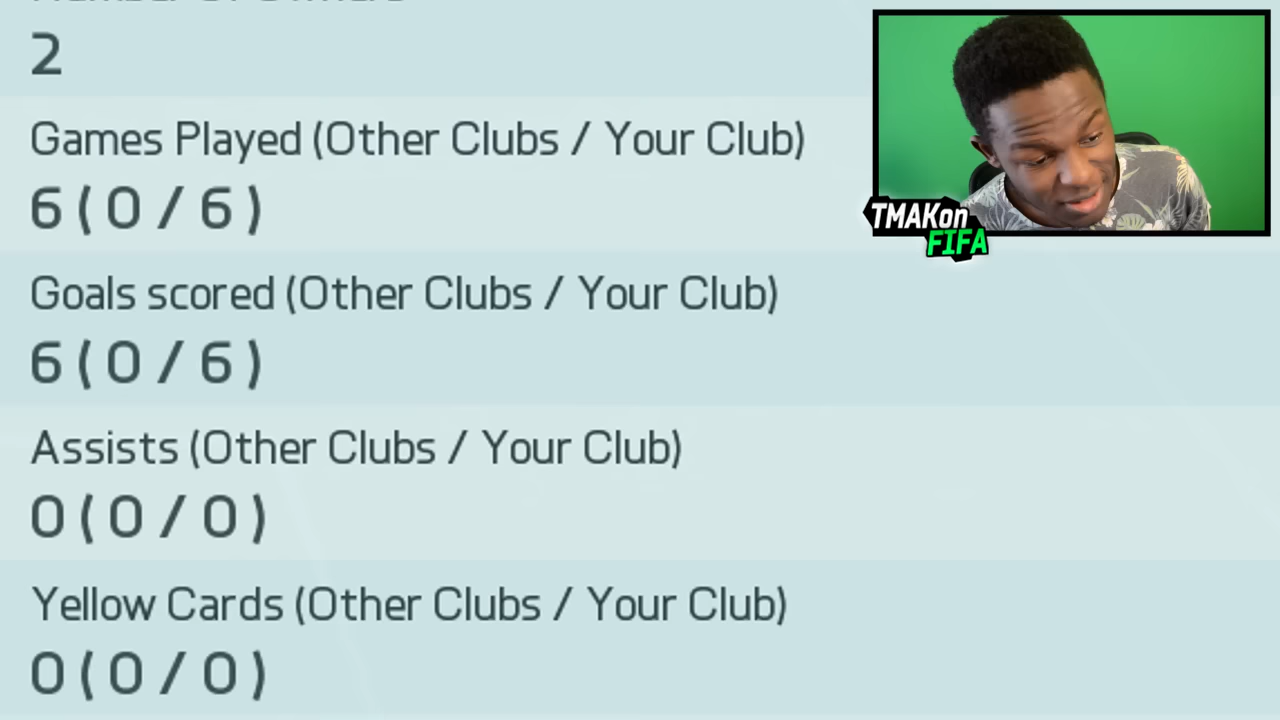 2
Games Played (Other Clubs / Your Club)
6 ( 0 / 6 )
Goals scored (Other Clubs / Your Club)
6 ( 0 / 6 )
Assists (Other Clubs / Your Club)
0 ( 0 / 0 )
Yellow Cards (Other Clubs / Your Club)
0 ( 0 / 0 )
TMAKon
FIFA